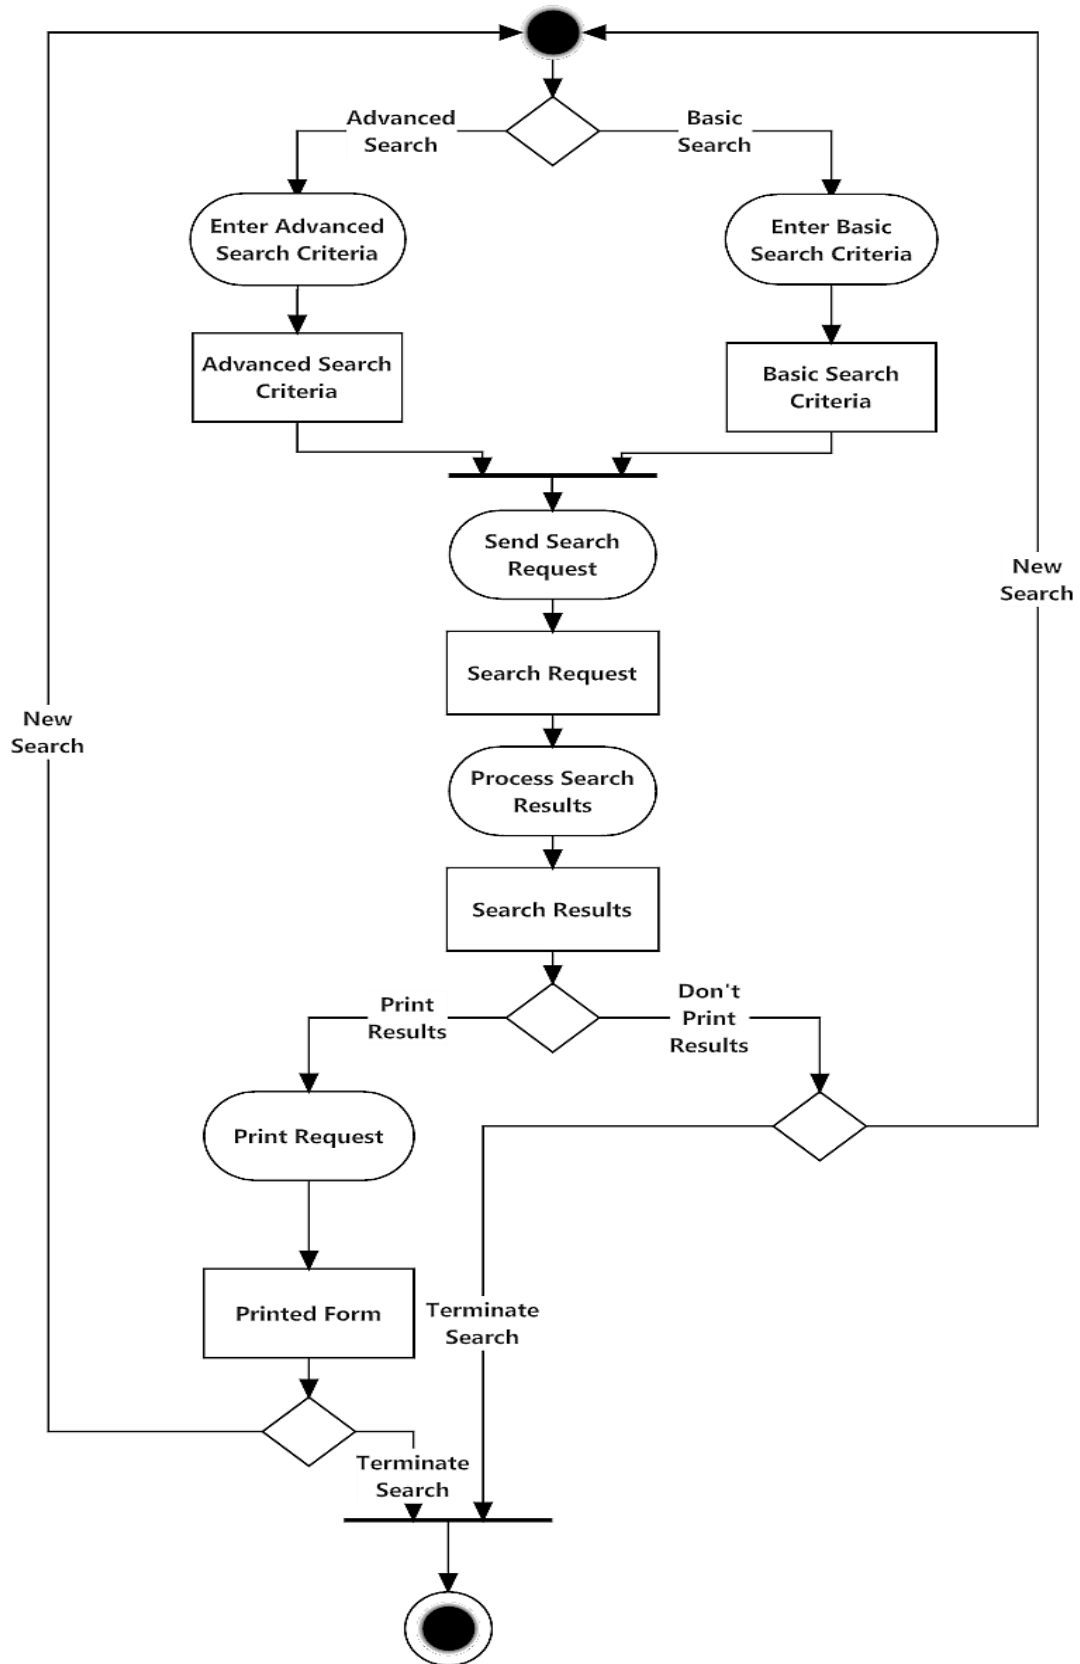 Advanced
Search
Basic
Search
Enter Advanced
Search Criteria
Enter Basic
Search Criteria
Advanced Search
Criteria
Basic Search
Criteria
Send Search
Request
New
Search
Search Request
New
Search
Process Search
Results
Search Results
Print
Results
Don't
Print
Results
Print Request
Printed Form
Terminate
Search
Terminate
Search